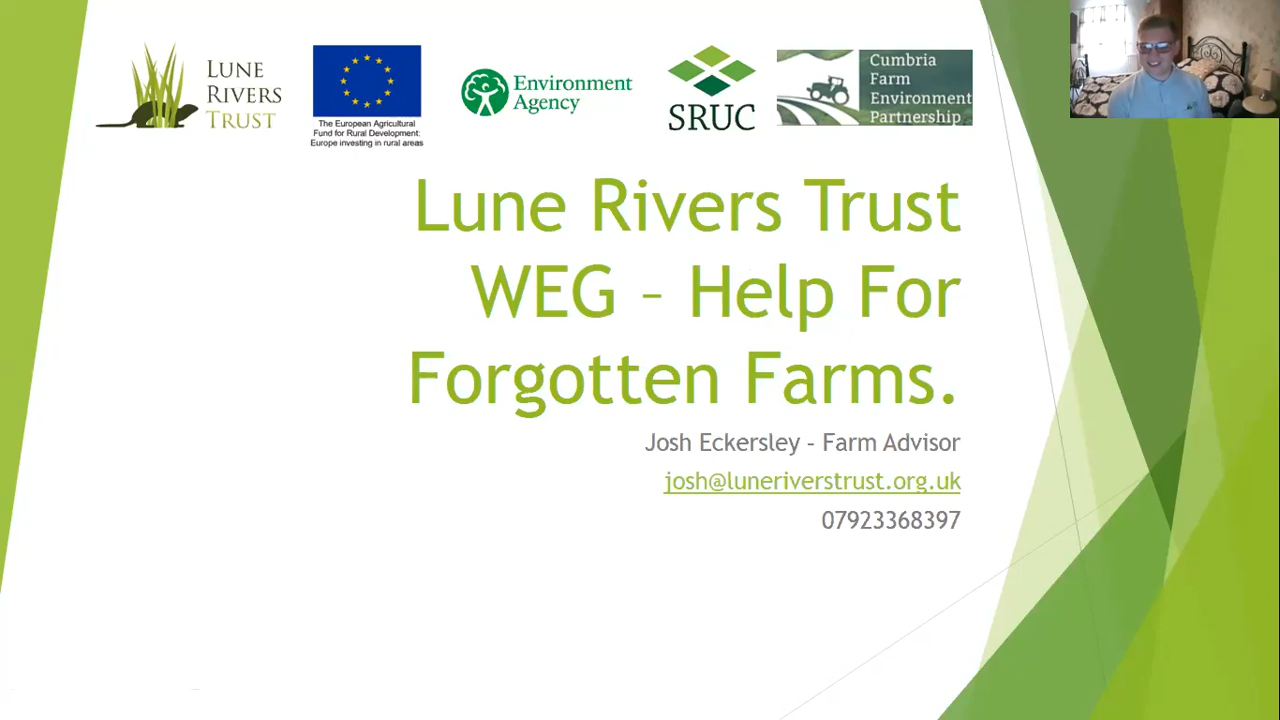 LUNE
RIVERS
TRUST
The European Agricultural
Fund for Rural Development:
Europe investing in rural areas
Environment
Agency
SRUC
Cumbria
Farm
Environment
Partnership
Lune Rivers Trust
WEG – Help For
Forgotten Farms.
Josh Eckersley – Farm Advisor
josh@luneriverstrust.org.uk
07923368397